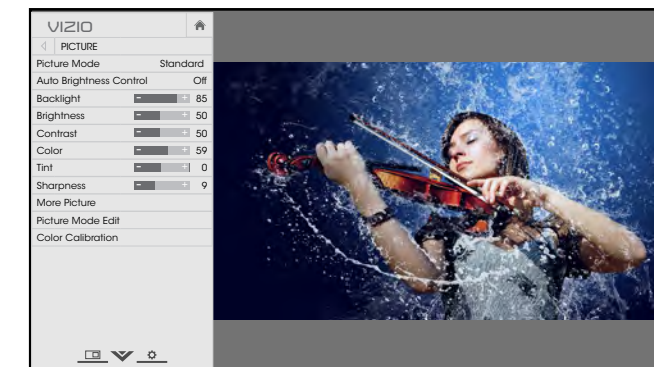 VIZIO
PICTURE
Picture Mode Standard
Auto Brightness Control Off
Backlight 85
Brightness 50
Contrast 50
Color 59
Tint 0
Sharpness 9
More Picture
Picture Mode Edit
Color Calibration